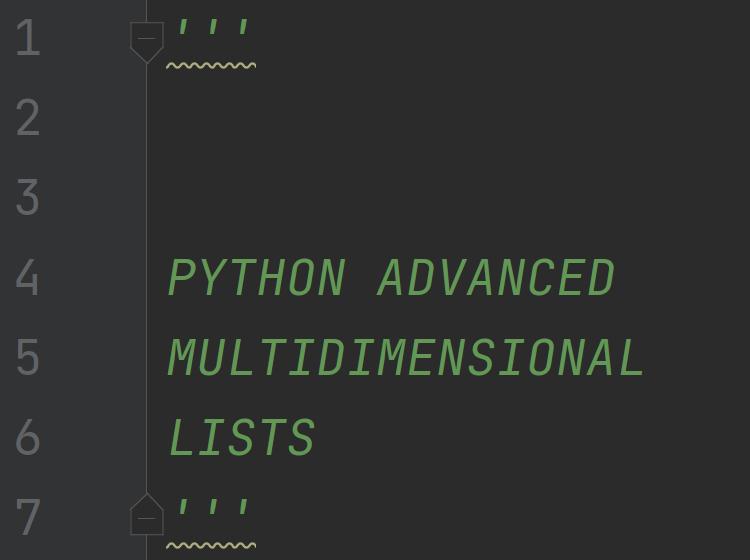 1 '''
2
3
4 PYTHON ADVANCED
5 MULTIDIMENSIONAL
6 LISTS
7 '''